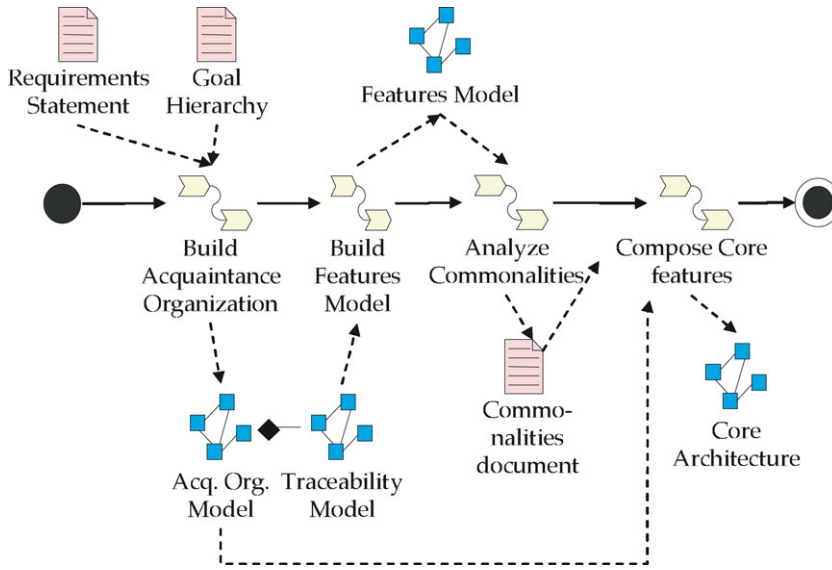 Requirements
Statement
Goal
Hierarchy
Features Model
Build
Acquaintance
Organization
Build
Features
Model
Analyze
Commonalities
Compose Core
features
Acq. Org.
Model
Traceability
Model
Commo-
nalities
document
Core
Architecture